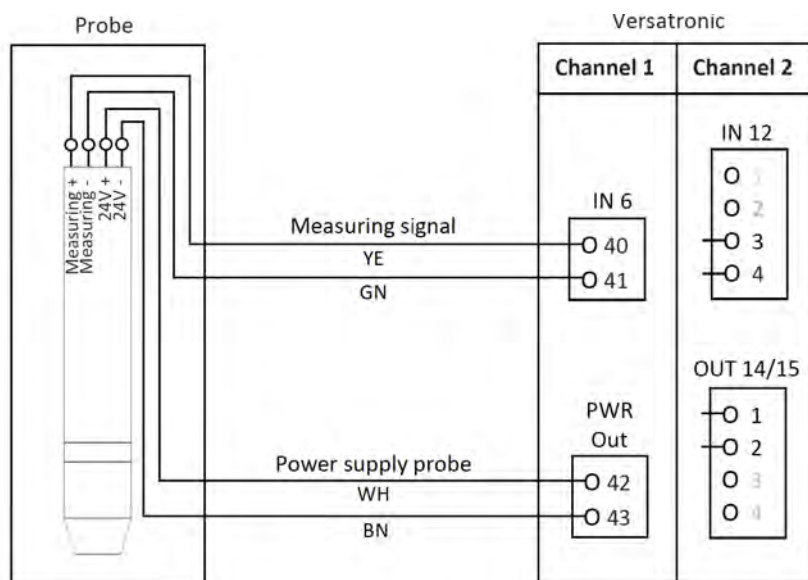 Probe
Versatronic
Channel 1
Channel 2
Measuring +
Measuring -
24V +
24V -
Measuring signal
YE
GN
IN 6
40
41
IN 12
1
2
3
4
Power supply probe
WH
BN
PWR
Out
42
43
OUT 14/15
1
2
3
4